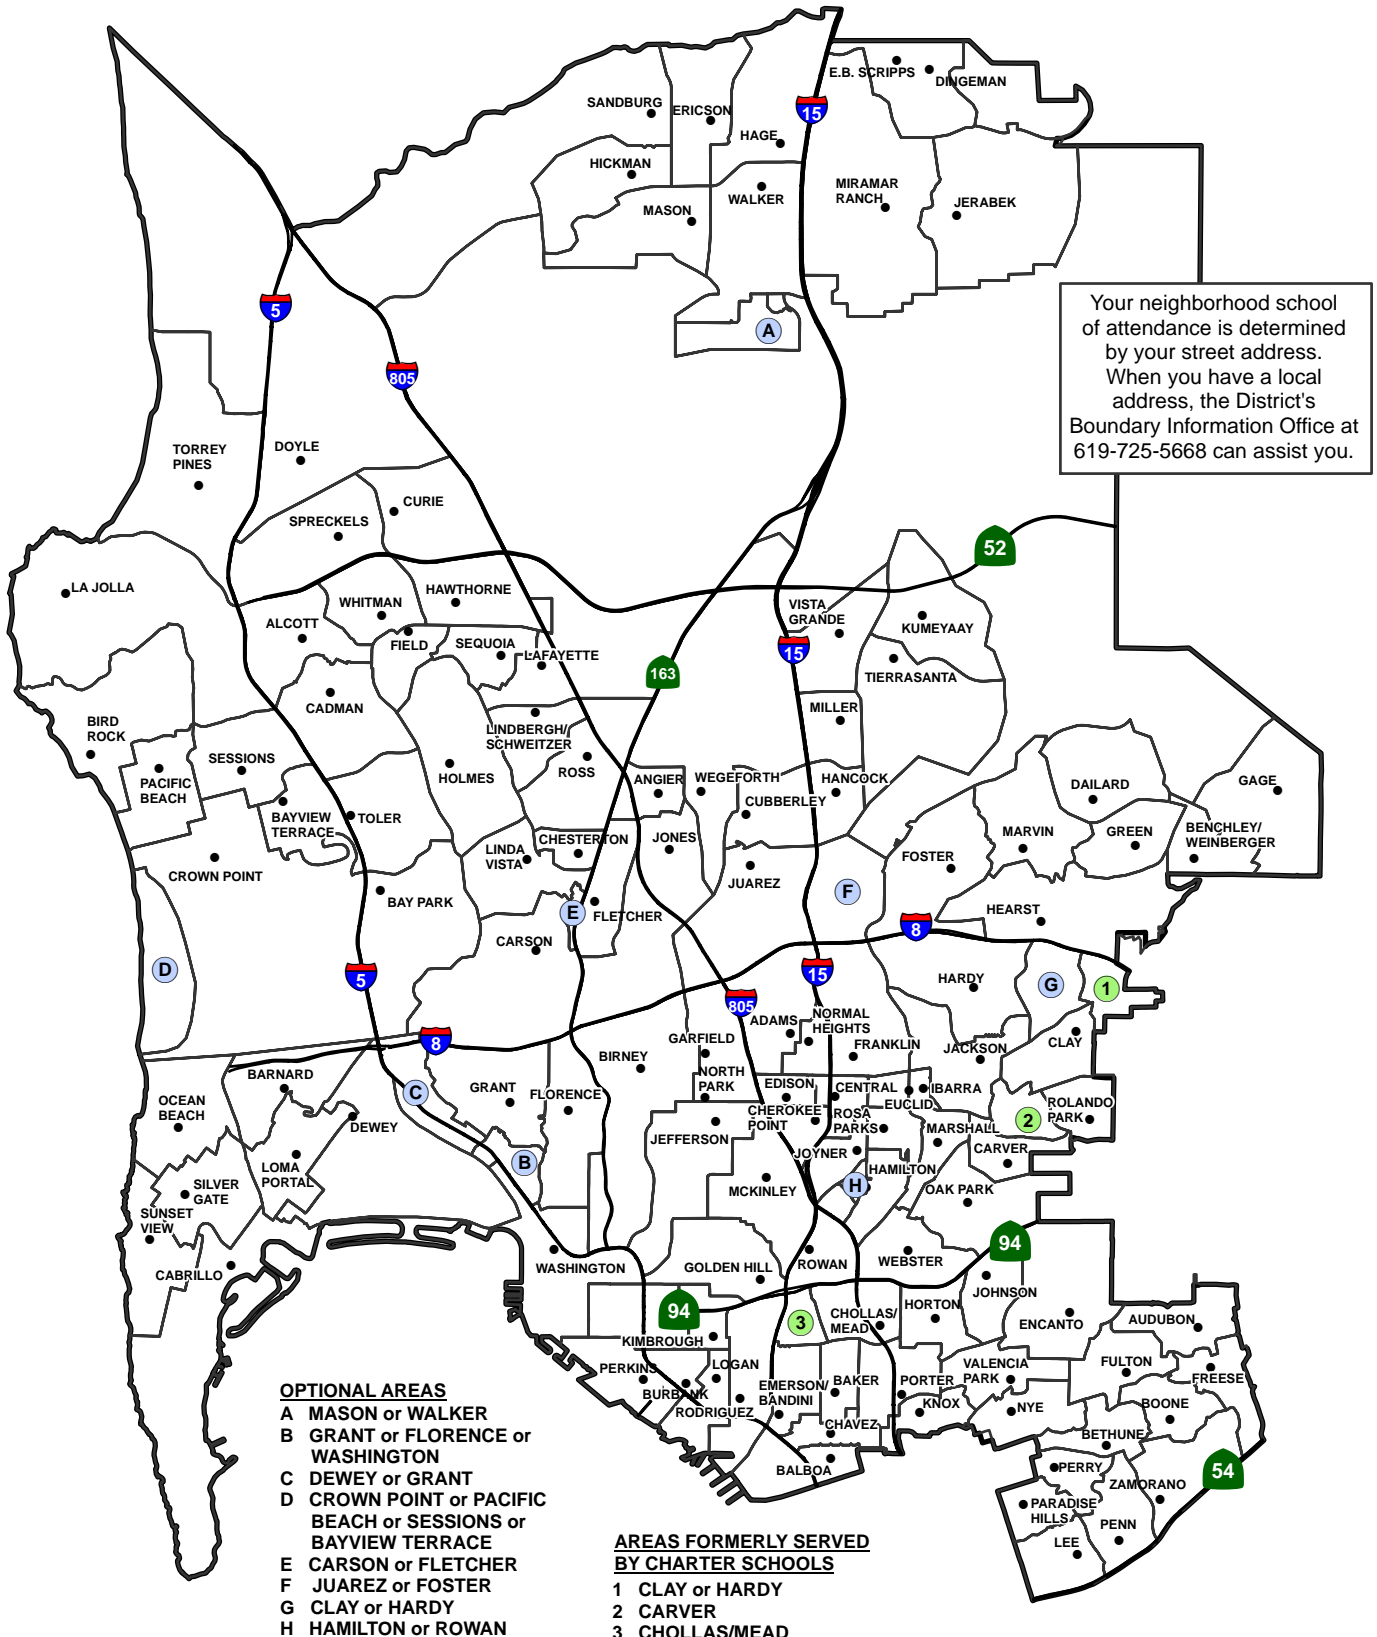 E.B. SCRIPPS
DINGEMAN
SANDBURG
ERICSON
15
HAGE
HICKMAN
WALKER
MIRAMAR
RANCH
JERABEK
MASON
5
A
Your neighborhood school
of attendance is determined
by your street address.
When you have a local
address, the District's
Boundary Information Office at
619-725-5668 can assist you.
805
TORREY
PINES
DOYLE
CURIE
SPRECKELS
52
LA JOLLA
WHITMAN
HAWTHORNE
ALCOTT
FIELD
SEQUOIA
LAFAYETTE
VISTA
GRANDE
KUMEYAAY
15
163
TIERRASANTA
CADMAN
MILLER
BIRD
ROCK
LINDBERGH/
SCHWEITZER
SESSIONS
PACIFIC
BEACH
HOLMES
ROSS
ANGIER
WEGEFORTH
HANCOCK
CUBBERLEY
DAILARD
GAGE
BAYVIEW
TERRACE
TOLER
CHESTERTON
JONES
MARVIN
GREEN
BENCHLEY/
WEINBERGER
LINDA
VISTA
FOSTER
CROWN POINT
JUAREZ
F
BAY PARK
E
FLETCHER
HEARST
8
CARSON
D
5
15
HARDY
G
1
805
ADAMS
NORMAL
HEIGHTS
8
GARFIELD
FRANKLIN
JACKSON
CLAY
BIRNEY
BARNARD
C
GRANT
FLORENCE
NORTH
PARK
EDISON
CENTRAL
IBARRA
OCEAN
BEACH
EUCLID
ROLANDO
PARK
DEWEY
CHEROKEE
POINT
ROSA
PARKS
2
JEFFERSON
MARSHALL
CARVER
B
LOMA
PORTAL
JOYNER
HAMILTON
SILVER
GATE
H
MCKINLEY
OAK PARK
SUNSET
VIEW
94
CABRILLO
WASHINGTON
GOLDEN HILL
ROWAN
WEBSTER
JOHNSON
94
3
CHOLLAS/
MEAD
HORTON
ENCANTO
AUDUBON
KIMBROUGH
PERKINS
LOGAN
VALENCIA
PARK
FULTON
FREESE
BURBANK
EMERSON/
BANDINI
BAKER
PORTER
KNOX
NYE
BOONE
RODRIGUEZ
CHAVEZ
BETHUNE
BALBOA
PERRY
ZAMORANO
54
PARADISE
HILLS
PENN
LEE
OPTIONAL AREAS
A MASON or WALKER
B GRANT or FLORENCE or
WASHINGTON
C DEWEY or GRANT
D CROWN POINT or PACIFIC
BEACH or SESSIONS or
BAYVIEW TERRACE
E CARSON or FLETCHER
F JUAREZ or FOSTER
G CLAY or HARDY
H HAMILTON or ROWAN
AREAS FORMERLY SERVED
BY CHARTER SCHOOLS
1 CLAY or HARDY
2 CARVER
3 CHOLLAS/MEAD